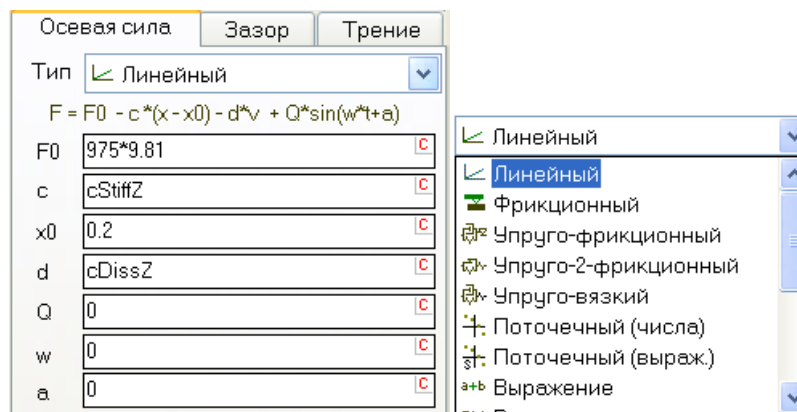 Осевая сила Зазор Трение
Тип Линейный
F = F0 - c*(x-x0) - d*v + Q*sin(w*t+a)
F0 975*9.81 C
c cStiffZ C
x0 0.2 C
d cDissZ C
Q 0 C
w 0 C
a 0 C
Линейный
Линейный
Фрикционный
Упруго-фрикционный
Упруго-2-фрикционный
Упруго-вязкий
Поточечный (числа)
Поточечный (выраж.)
a+b Выражение